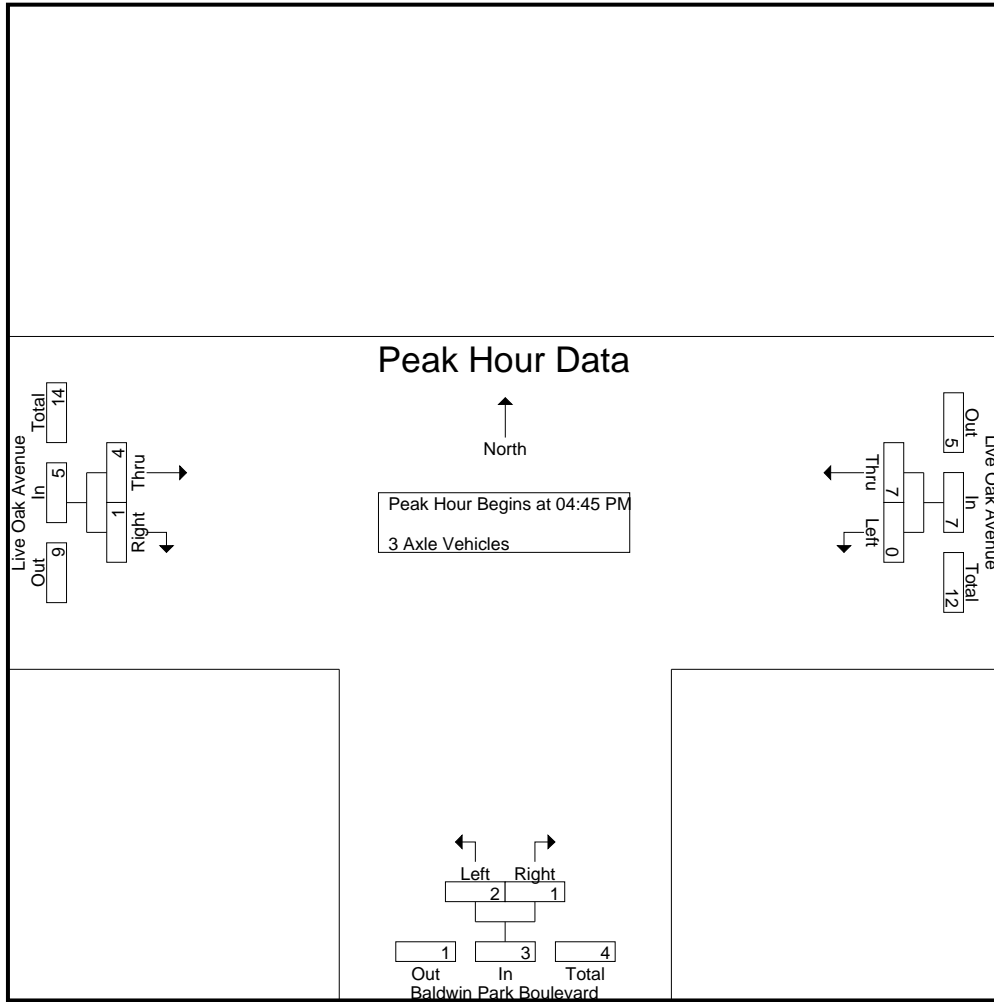 Peak Hour Data
North
Peak Hour Begins at 04:45 PM
3 Axle Vehicles
Live Oak Avenue
Total
14
In
5
Out
9
4
Thru
1
Right
Live Oak Avenue
Out
5
In
7
Total
12
Thru
7
Left
0
Left Right
2 1
1 3 4
Out In Total
Baldwin Park Boulevard